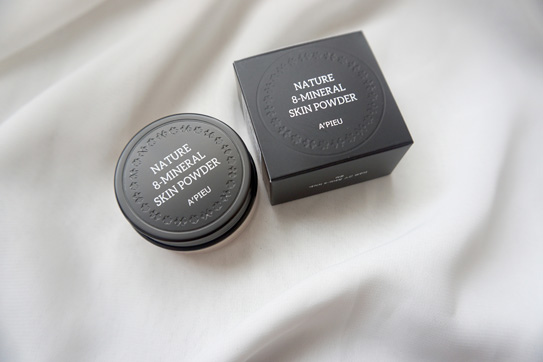 NATURE
8-MINERAL
SKIN POWDER
A'PIEU
NATURE
8-MINERAL
SKIN POWDER
A'PIEU